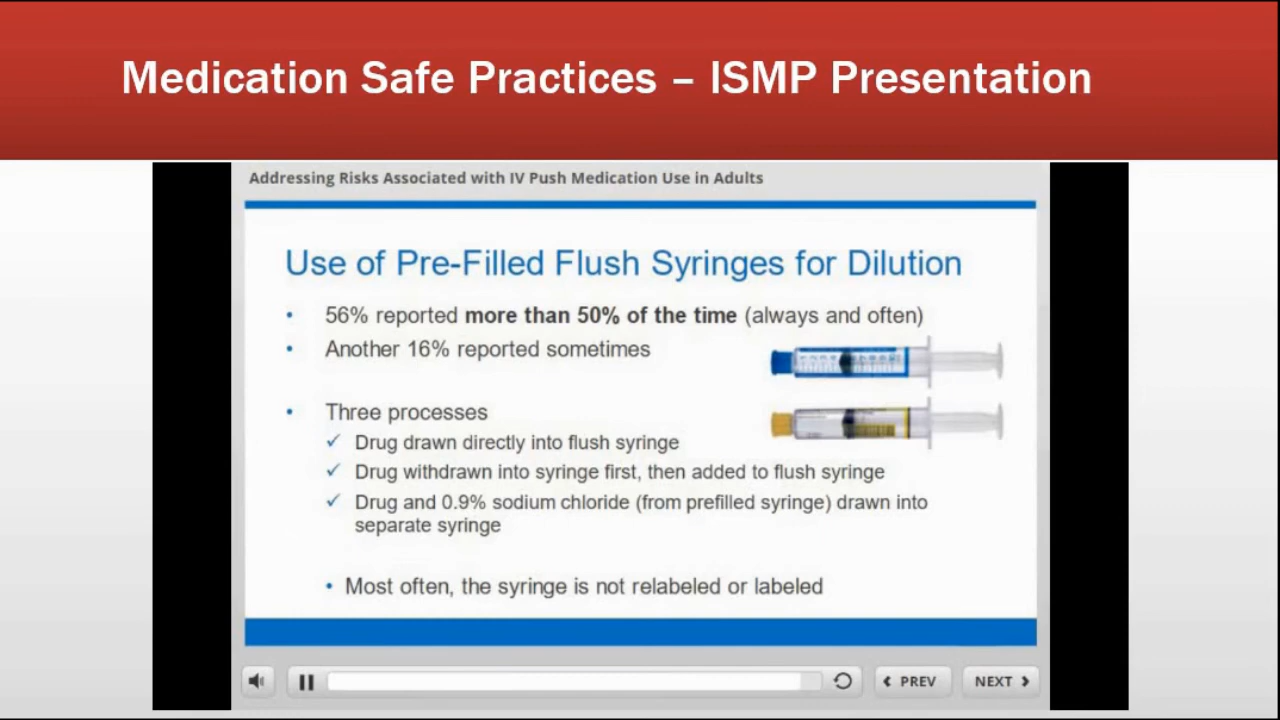 Medication Safe Practices – ISMP Presentation
Addressing Risks Associated with IV Push Medication Use in Adults
Use of Pre-Filled Flush Syringes for Dilution
• 56% reported more than 50% of the time (always and often)
• Another 16% reported sometimes
• Three processes
✓ Drug drawn directly into flush syringe
✓ Drug withdrawn into syringe first, then added to flush syringe
✓ Drug and 0.9% sodium chloride (from prefilled syringe) drawn into
separate syringe
• Most often, the syringe is not relabeled or labeled
PREV
NEXT